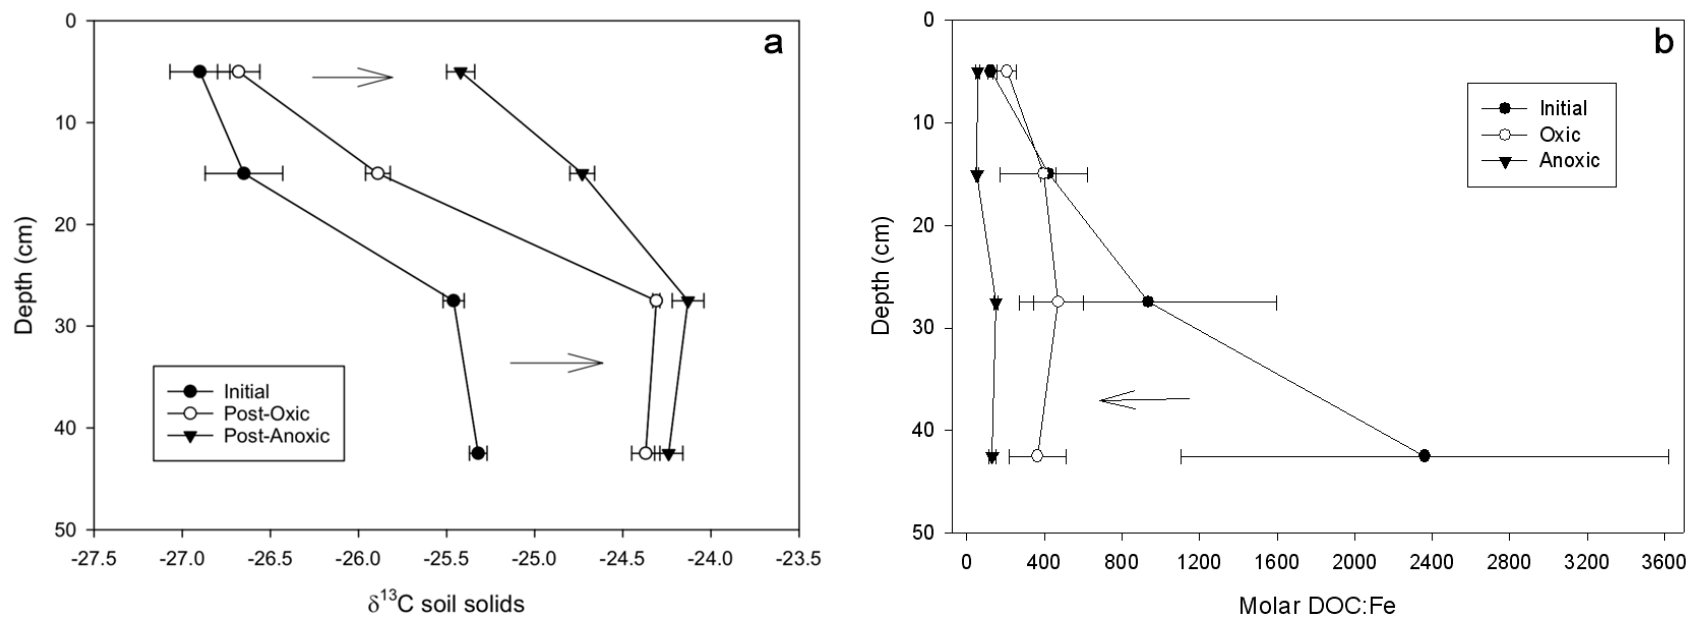 a
0
10
20
30
40
50
Depth (cm)
Initial
Post-Oxic
Post-Anoxic
-27.5 -27.0 -26.5 -26.0 -25.5 -25.0 -24.5 -24.0 -23.5
δ13C soil solids
b
0
10
20
30
40
50
Depth (cm)
Initial
Oxic
Anoxic
0 400 800 1200 1600 2000 2400 2800 3200 3600
Molar DOC:Fe